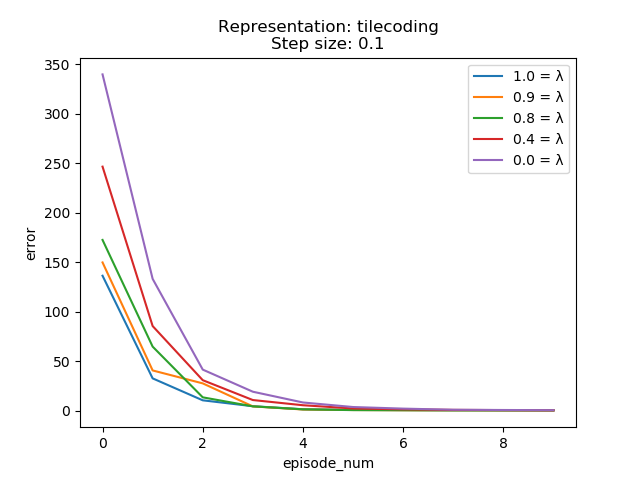 Representation: tilecoding
Step size: 0.1
350
300
250
200
150
100
50
0
error
1.0 = λ
0.9 = λ
0.8 = λ
0.4 = λ
0.0 = λ
0 2 4 6 8
episode_num